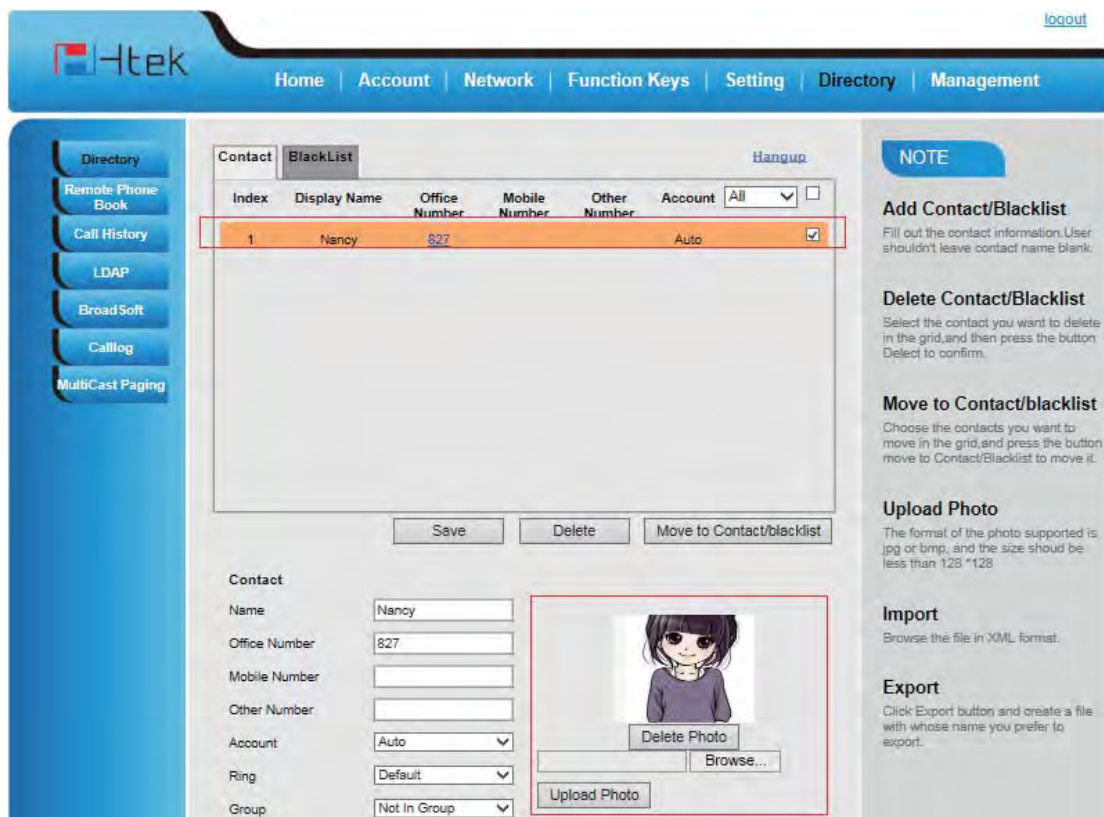 logout
Htek
Home | Account | Network | Function Keys | Setting | Directory | Management
Directory
Remote Phone
Book
Call History
LDAP
BroadSoft
Calllog
MultiCast Paging
Contact BlackList Hangup
Index Display Name Office Number Mobile Number Other Number Account All
1 Nancy 827 Auto
Save Delete Move to Contact/blacklist
Contact
Name Nancy
Office Number 827
Mobile Number
Other Number
Account Auto
Ring Default
Group Not In Group
Delete Photo
Browse...
Upload Photo
NOTE
Add Contact/Blacklist
Fill out the contact information.User
shouldn't leave contact name blank.
Delete Contact/Blacklist
Select the contact you want to delete
in the grid,and then press the button
Delect to confirm.
Move to Contact/blacklist
Choose the contacts you want to
move in the grid,and press the button
move to Contact/Blacklist to move it.
Upload Photo
The format of the photo supported is
jpg or bmp, and the size shoud be
less than 128 *128
Import
Browse the file in XML format.
Export
Click Export button and create a file
with whose name you prefer to
export.